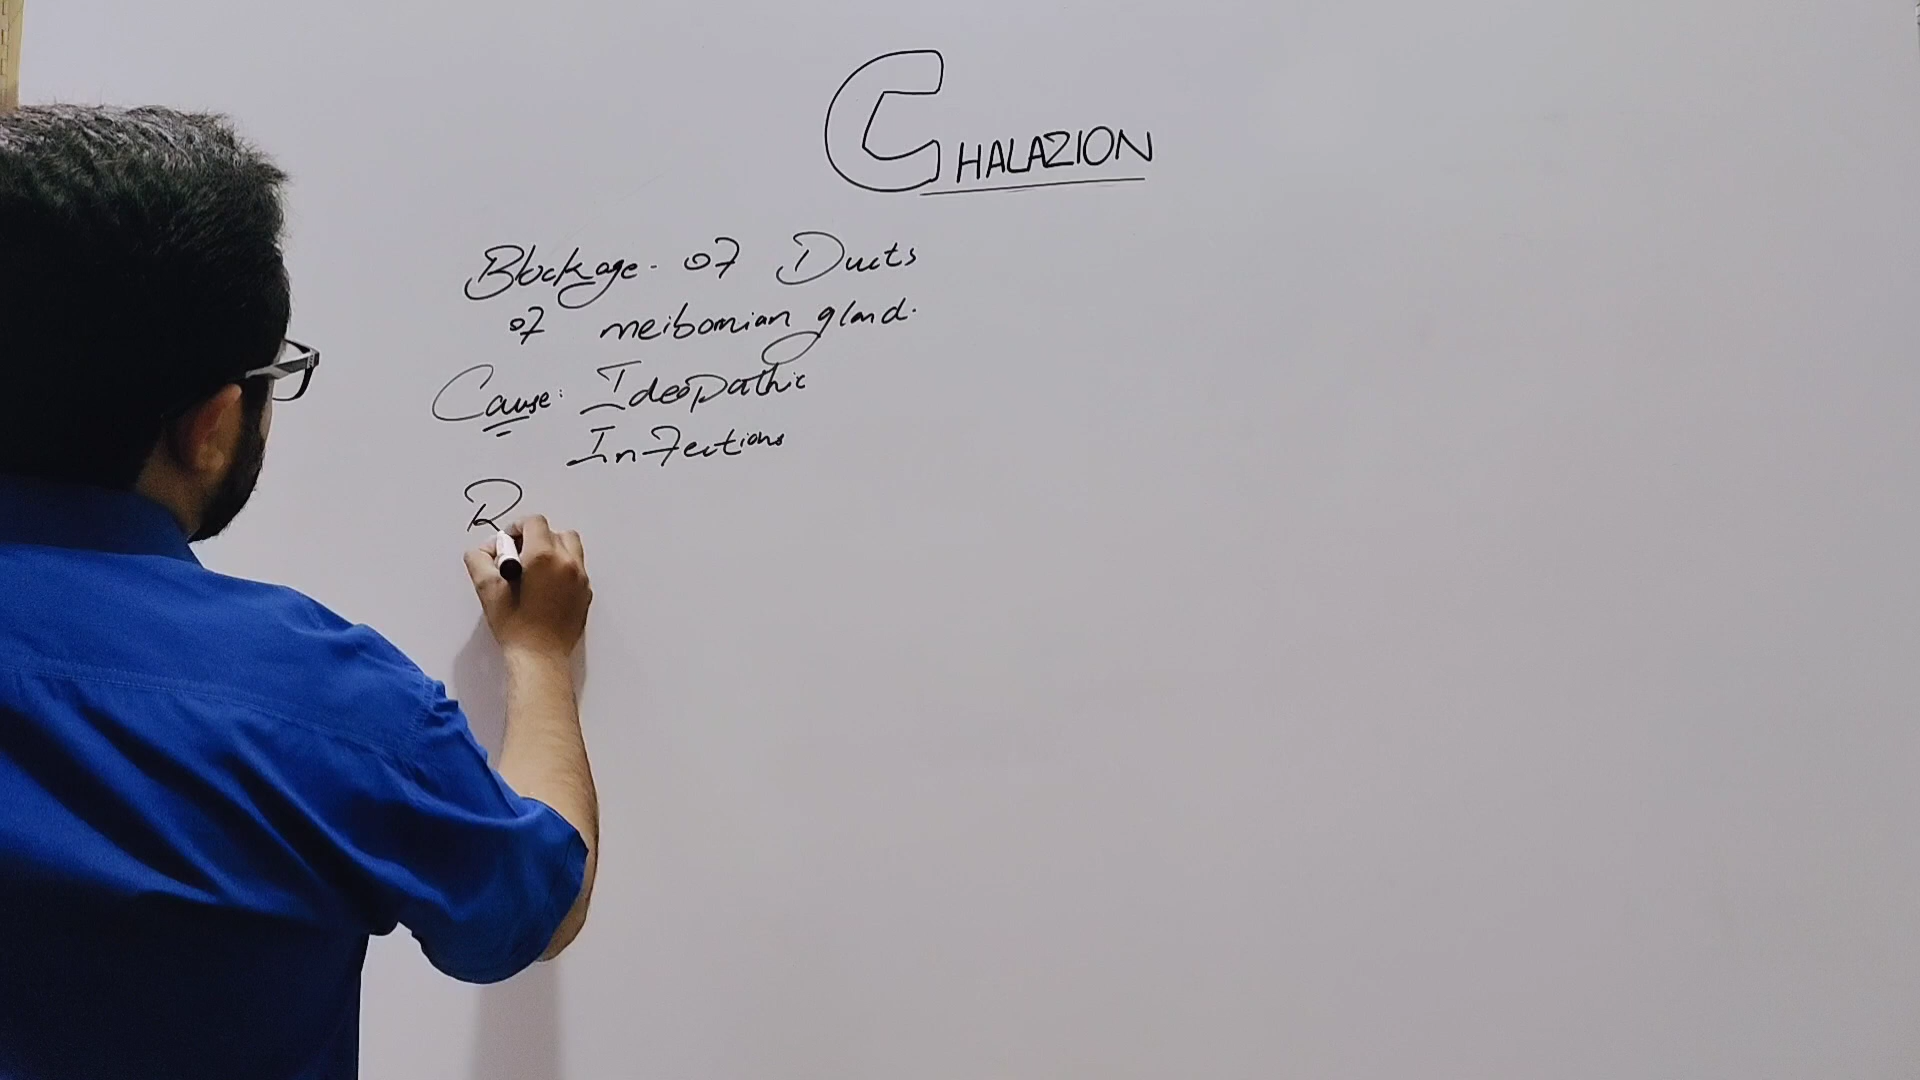 CHALAZION
Blockage of Ducts
of meibomian gland.
Cause: Ideopathic
Infections
R